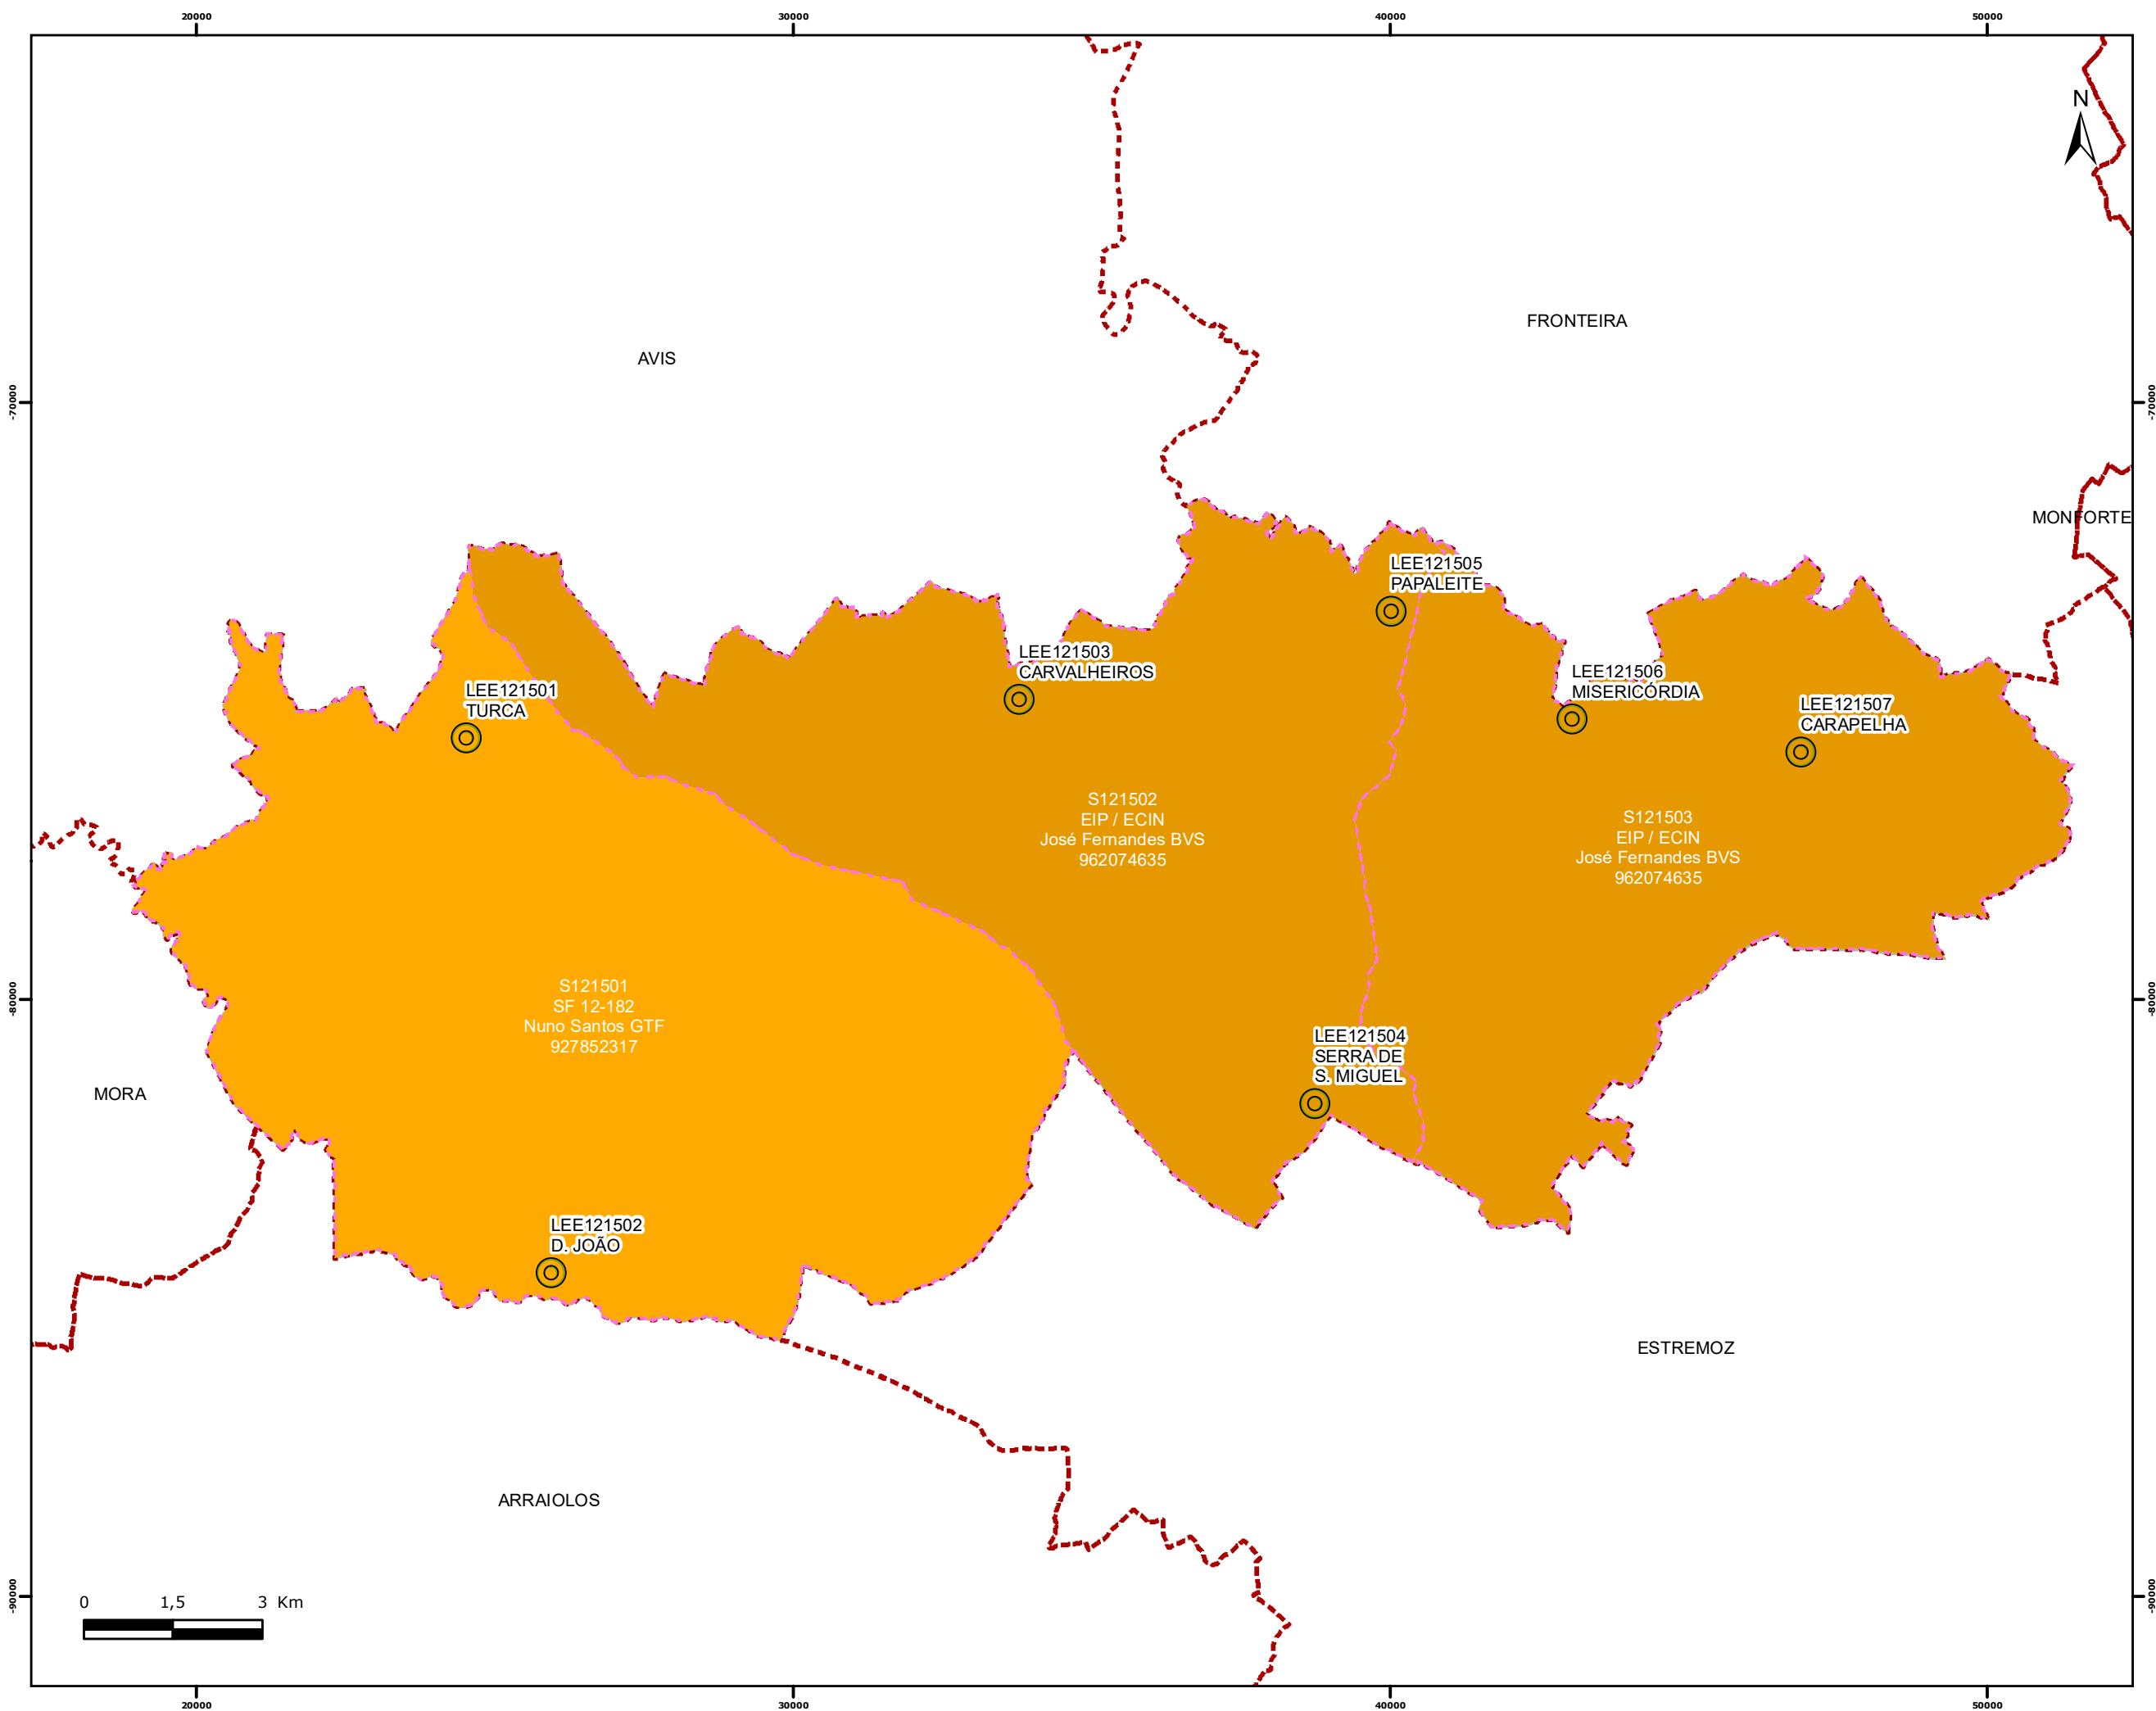 20000
30000
40000
50000
N
FRONTEIRA
AVIS
-70000
-70000
MONFORTE
LEE121505
PAPALEITE
LEE121503
CARVALHEIROS
LEE121506
MISERICÓRDIA
LEE121501
TURCA
LEE121507
CARAPELHA
S121502
EIP / ECIN
José Fernandes BVS
962074635
S121503
EIP / ECIN
José Fernandes BVS
962074635
S121501
SF 12-182
Nuno Santos GTF
927852317
-80000
-80000
LEE121504
SERRA DE
S. MIGUEL
MORA
LEE121502
D. JOÃO
ESTREMOZ
ARRAIOLOS
-90000
-90000
0 1,5 3 Km
20000
30000
40000
50000